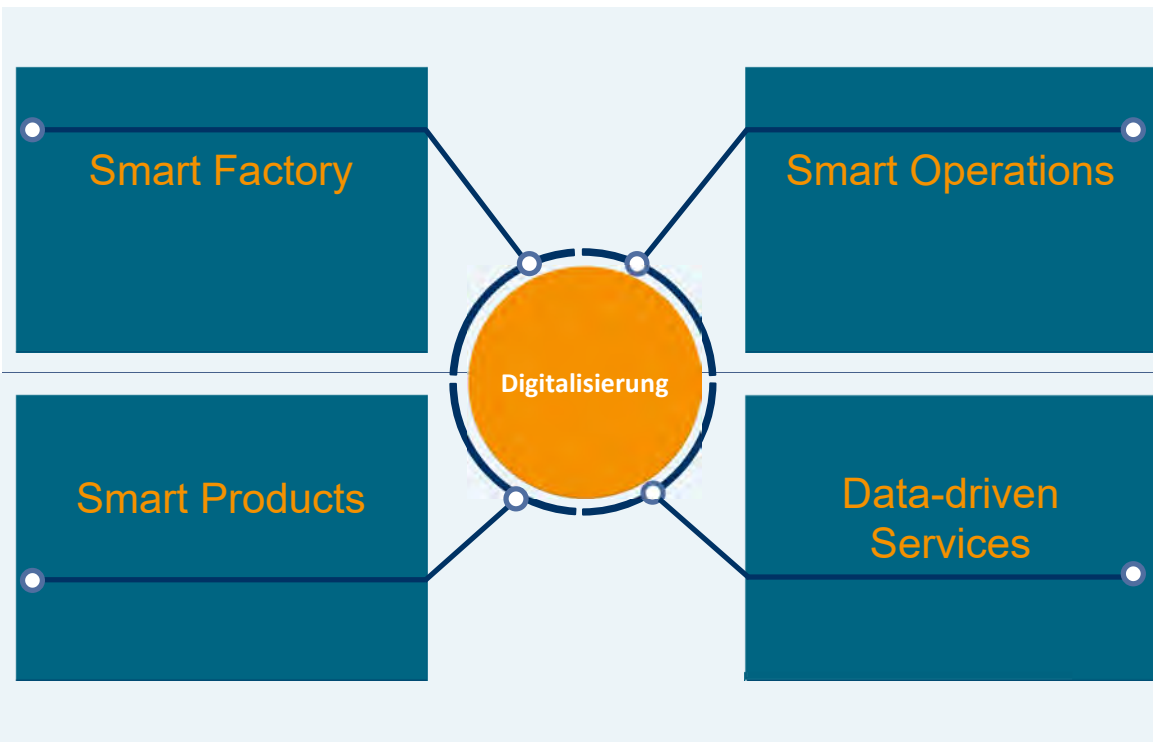 Smart Factory
Smart Operations
Digitalisierung
Smart Products
Data-driven
Services